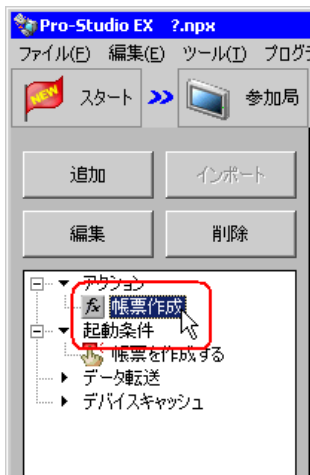 Pro-Studio EX ?.npx
ファイル(F) 編集(E) ツール(T) プログラ
NEW スタート » 参加局
追加 インポート
編集 削除
アクション
fx 帳票作成
起動条件
帳票を作成する
データ転送
デバイスキャッシュ